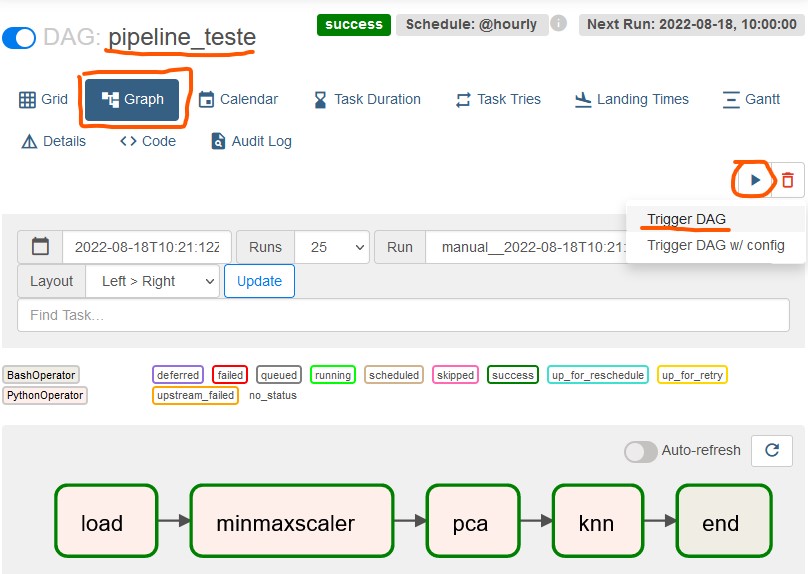 DAG: pipeline_teste success Schedule: @hourly Next Run: 2022-08-18, 10:00:00
Grid Graph Calendar Task Duration Task Tries Landing Times Gantt
Details Code Audit Log
Trigger DAG
Trigger DAG w/ config
2022-08-18T10:21:12Z Runs 25 Run manual__2022-08-18T10:21:
Layout Left > Right Update
Find Task...
BashOperator deferred failed queued running scheduled skipped success up_for_reschedule up_for_retry
PythonOperator upstream_failed no_status
Auto-refresh
load minmaxscaler pca knn end